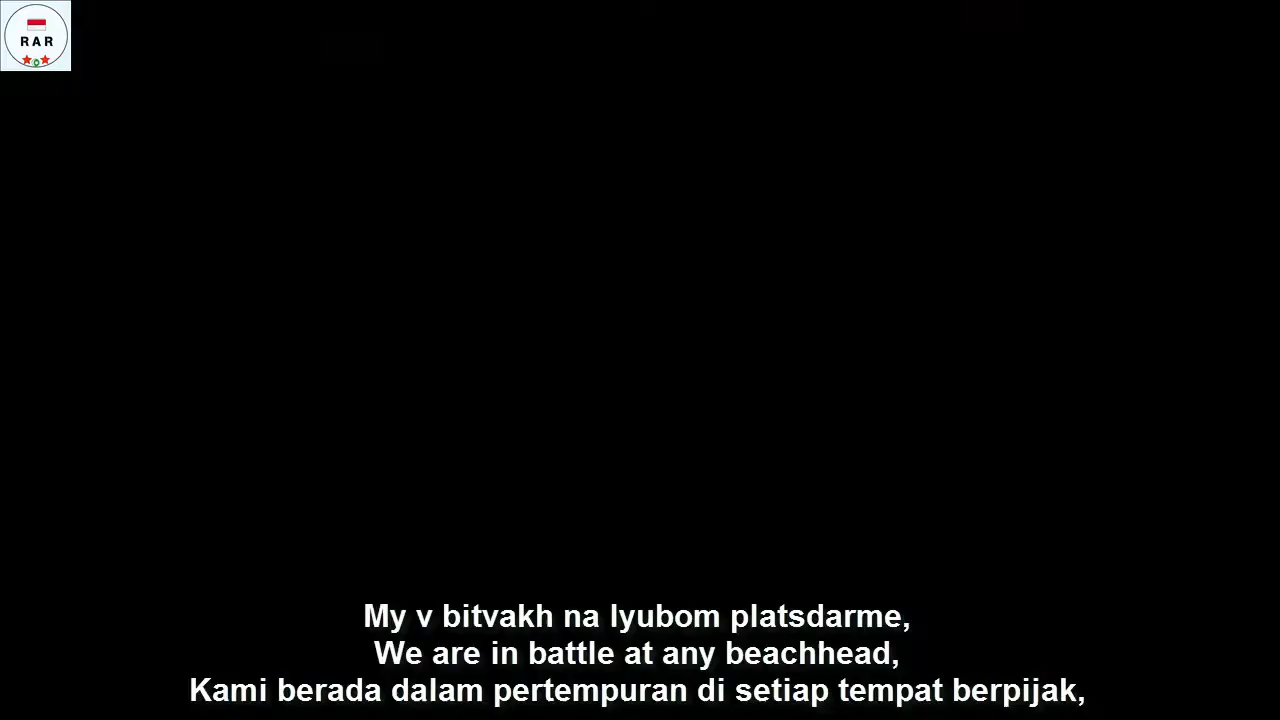 RAR
My v bitvakh na lyubom platsdarme,
We are in battle at any beachhead,
Kami berada dalam pertempuran di setiap tempat berpijak,